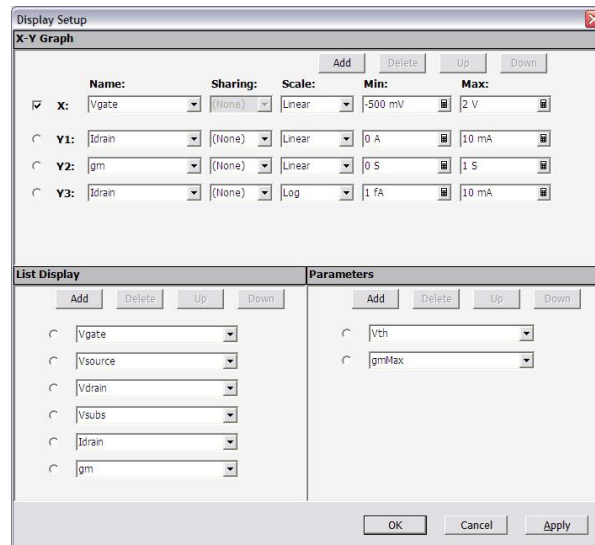 Display Setup
X-Y Graph
Add Delete Up Down
Name: Sharing: Scale: Min: Max:
X: Vgate (None) Linear -500 mV 2 V
Y1: Idrain (None) Linear 0 A 10 mA
Y2: gm (None) Linear 0 S 1 S
Y3: Idrain (None) Log 1 fA 10 mA
List Display
Add Delete Up Down
Vgate
Vsource
Vdrain
Vsubs
Idrain
gm
Parameters
Add Delete Up Down
Vth
gmMax
OK Cancel Apply